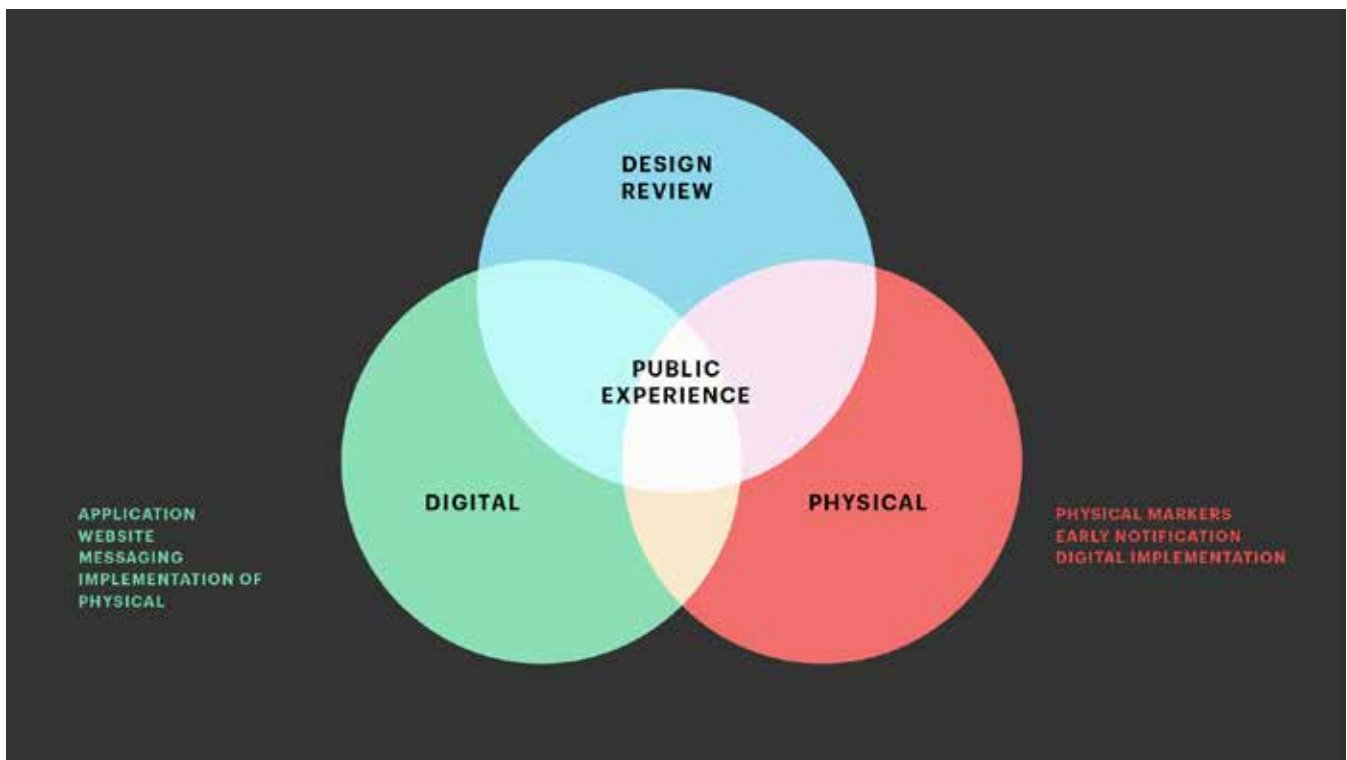 DESIGN
REVIEW
PUBLIC
EXPERIENCE
DIGITAL
PHYSICAL
APPLICATION
WEBSITE
MESSAGING
IMPLEMENTATION OF
PHYSICAL
PHYSICAL MARKERS
EARLY NOTIFICATION
DIGITAL IMPLEMENTATION